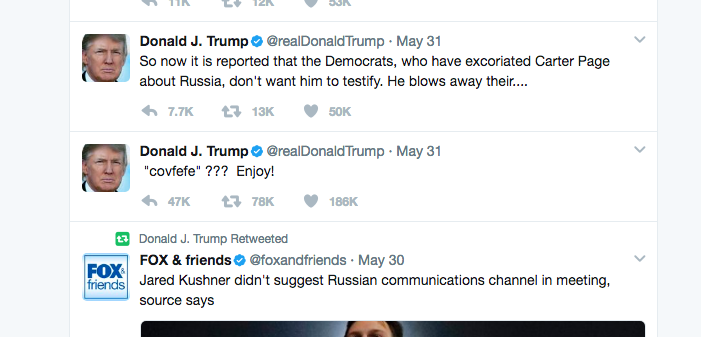 11K 12K 53K
Donald J. Trump @realDonaldTrump · May 31
So now it is reported that the Democrats, who have excoriated Carter Page
about Russia, don't want him to testify. He blows away their....
7.7K 13K 50K
Donald J. Trump @realDonaldTrump · May 31
"covfefe" ??? Enjoy!
47K 78K 186K
Donald J. Trump Retweeted
FOX & friends @foxandfriends · May 30
FOX&
friends
Jared Kushner didn't suggest Russian communications channel in meeting,
source says